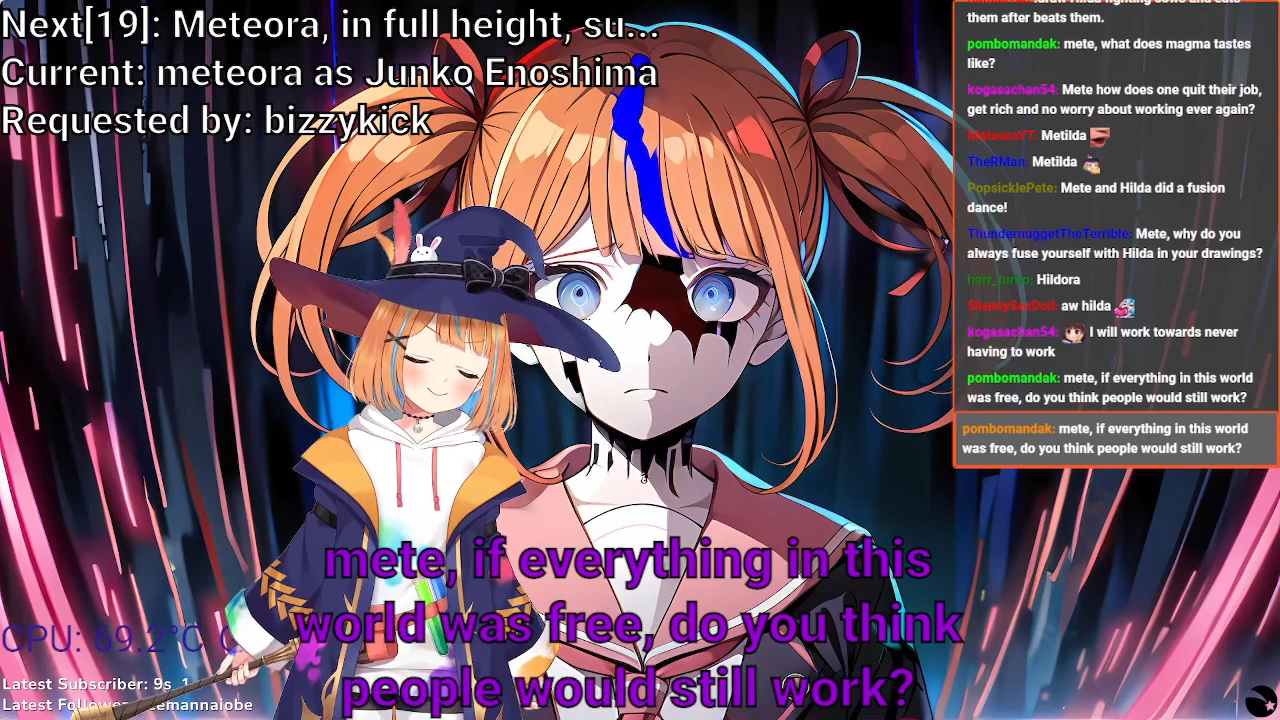 Next[19]: Meteora, in full height, su...
Current: meteora as Junko Enoshima
Requested by: bizzykick
them after beats them.
pombomandak: mete, what does magma tastes
like?
kogasachan54: Mete how does one quit their job,
get rich and no worry about working ever again?
MeteoraVT: Metilda
TheRMan: Metilda
PopsicklePete: Mete and Hilda did a fusion
dance!
ThundernuggetTheTerrible: Mete, why do you
always fuse yourself with Hilda in your drawings?
herr_turbo: Hildora
aw hilda
kogasachan54: I will work towards never
having to work
pombomandak: mete, if everything in this world
was free, do you think people would still work?
pombomandak: mete, if everything in this world
was free, do you think people would still work?
mete, if everything in this
world was free, do you think
people would still work?
CPU: 69.2°C
Latest Subscriber: 9s_1
Latest Follower: